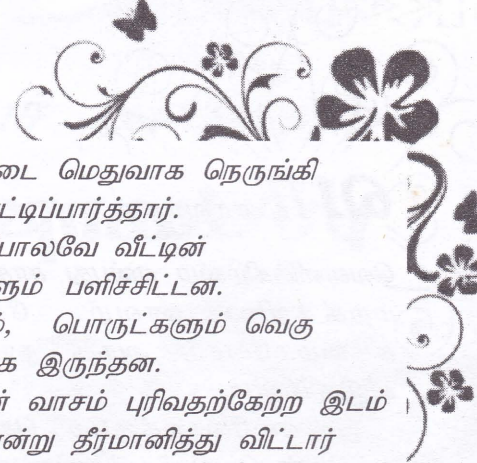 டை மெதுவாக நெருங்கி
ட்டிப்பார்த்தார்.
பாலவே வீட்டின்
ளும் பளிச்சிட்டன.
ம், பொருட்களும் வெகு
க இருந்தன.
ன் வாசம் புரிவதற்கேற்ற இடம்
ன்று தீர்மானித்து விட்டார்